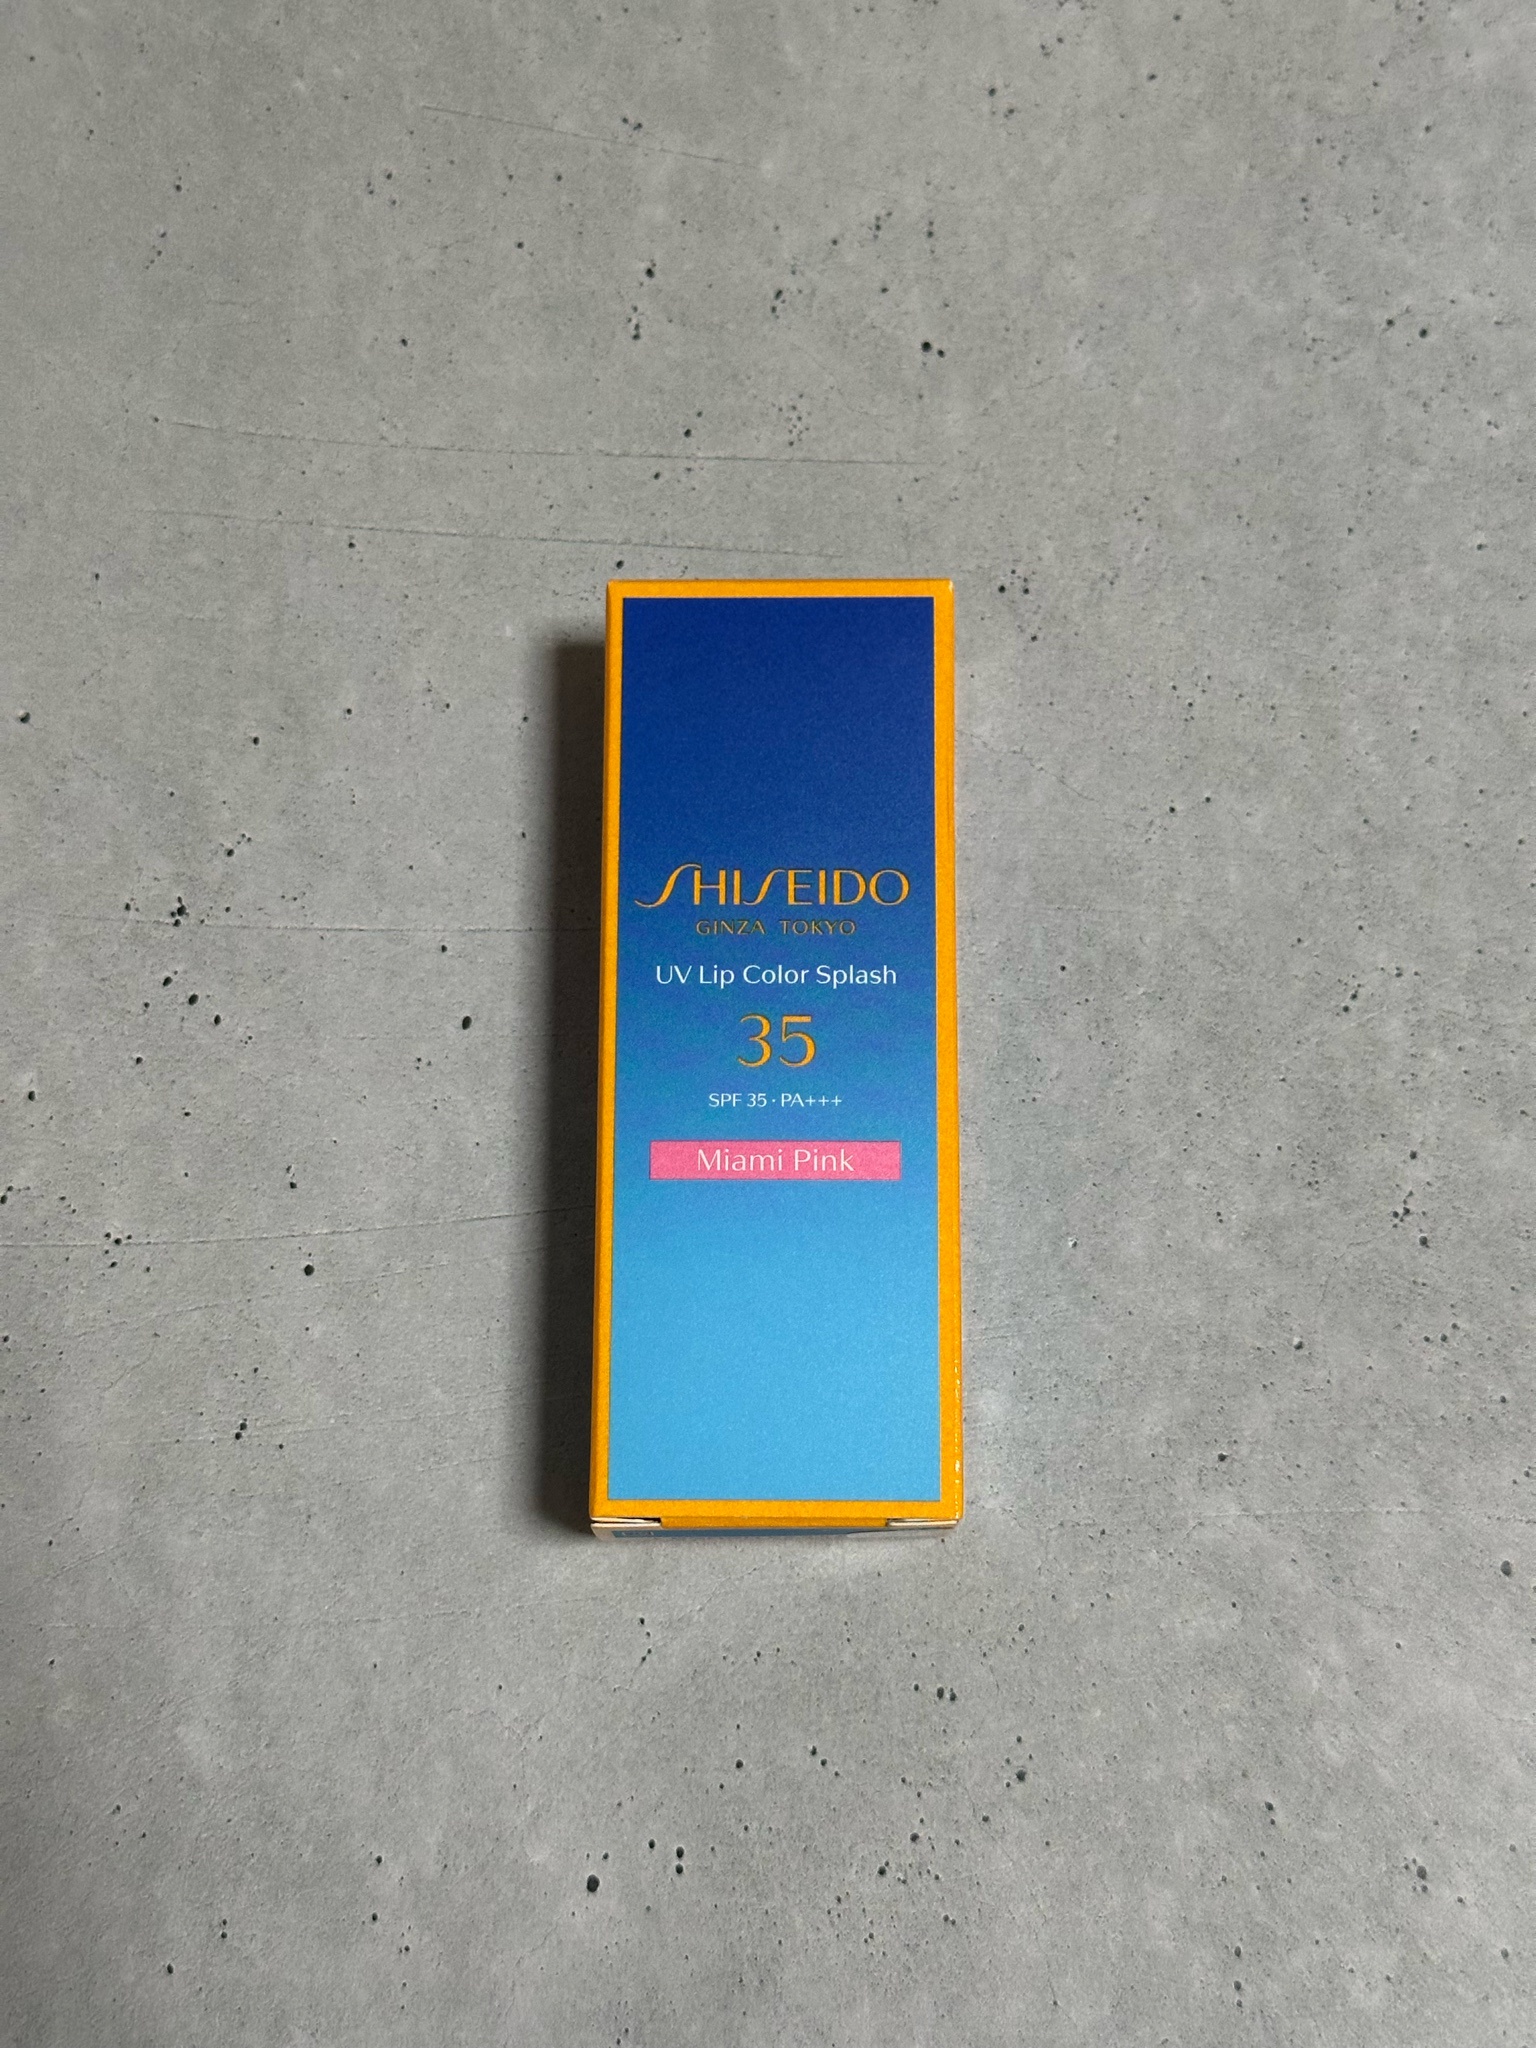 SHISEIDO
GINZA TOKYO
UV Lip Color Splash
35
SPF 35 · PA+++
Miami Pink